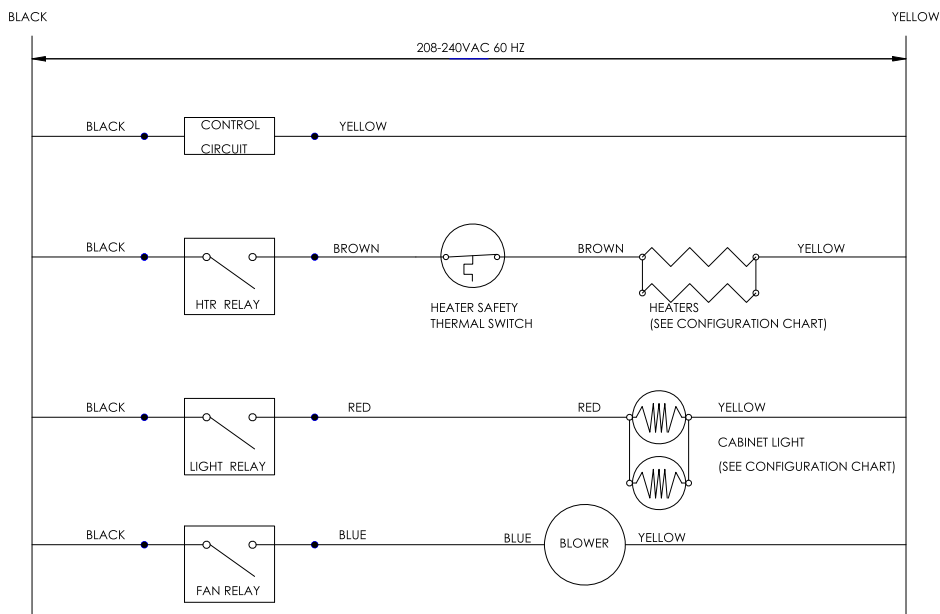 BLACK
YELLOW
208-240VAC 60 HZ
BLACK
CONTROL
CIRCUIT
YELLOW
BLACK
HTR RELAY
BROWN
HEATER SAFETY
THERMAL SWITCH
BROWN
YELLOW
HEATERS
(SEE CONFIGURATION CHART)
BLACK
LIGHT RELAY
RED
RED
YELLOW
CABINET LIGHT
(SEE CONFIGURATION CHART)
BLACK
FAN RELAY
BLUE
BLUE
BLOWER
YELLOW